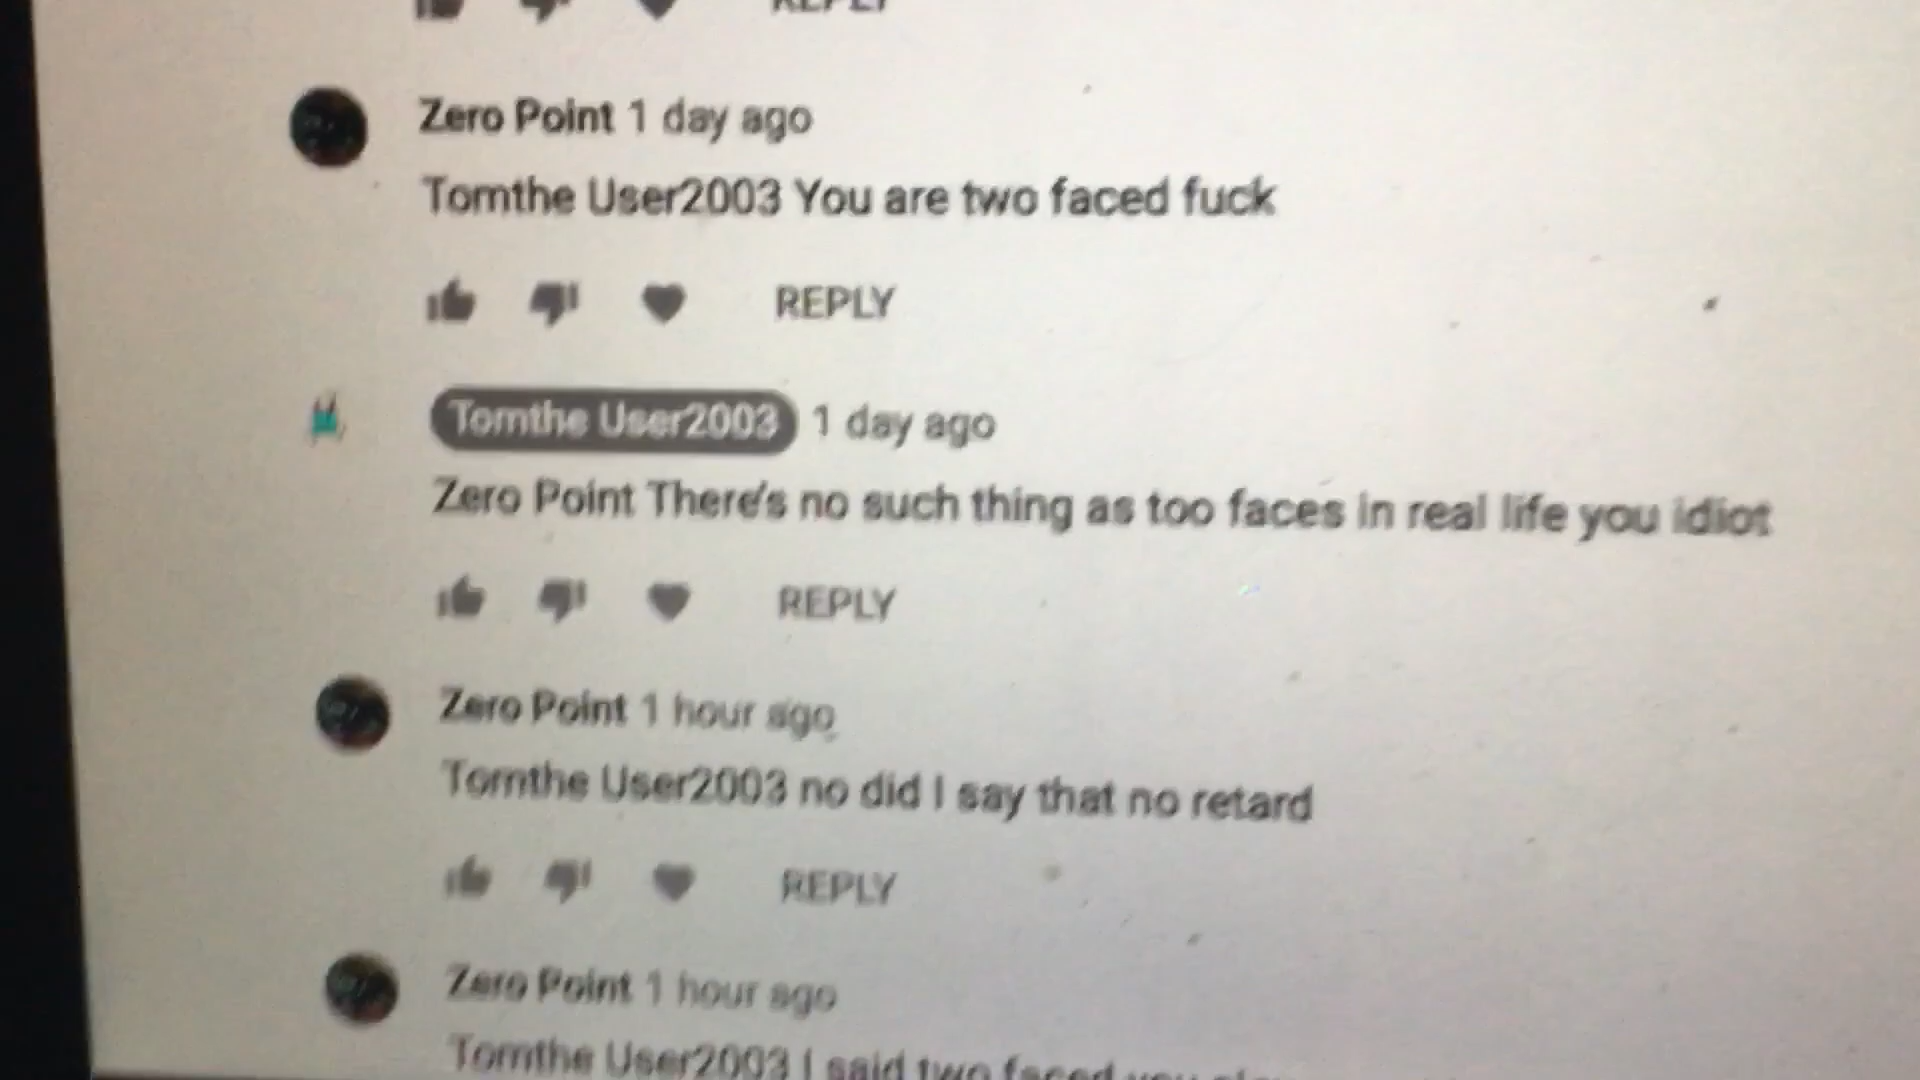 REPLY
Zero Point 1 day ago
Tomthe User2003 You are two faced fuck
REPLY
Tomthe User2003 1 day ago
Zero Point There's no such thing as too faces in real life you idiot
REPLY
Zero Point 1 hour ago
Tomthe User2003 no did I say that no retard
REPLY
Zero Point 1 hour ago
Tomthe User2003 I said two faced you